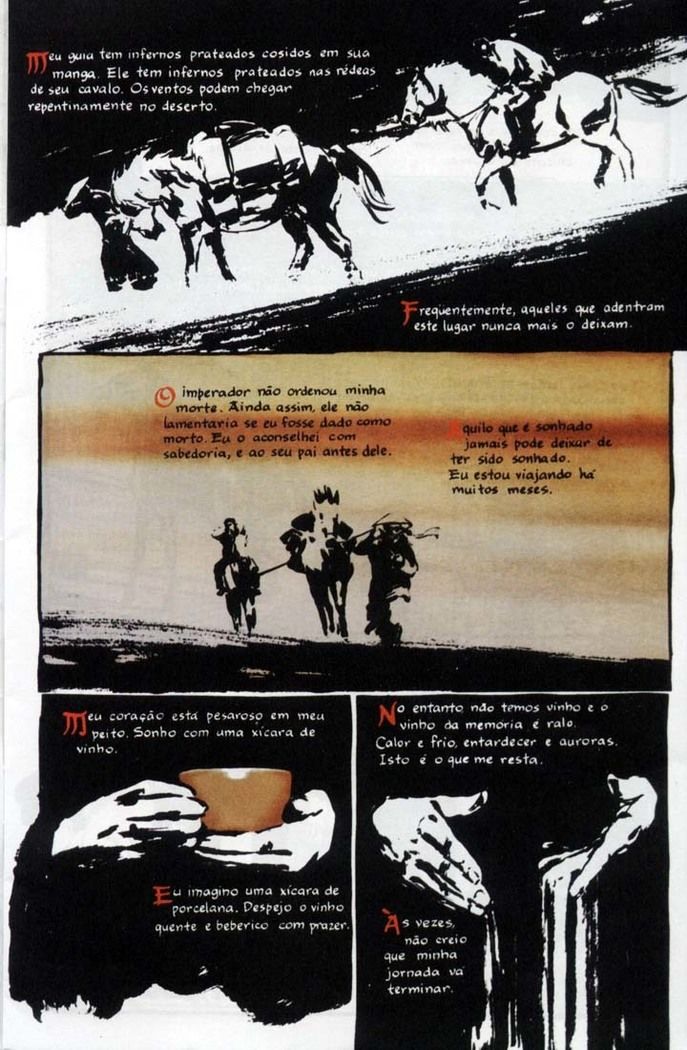 Meu guia tem infernos prateados cosidos em sua
manga. Ele tem infernos prateados nas rédeas
de seu cavalo. Os ventos podem chegar
repentinamente no deserto.
Freqüentemente, aqueles que adentram
este lugar nunca mais o deixam.
O imperador não ordenou minha
morte. Ainda assim, ele não
lamentaria se eu fosse dado como
morto. Eu o aconselhei com
sabedoria, e ao seu pai antes dele.
Aquilo que é sonhado
jamais pode deixar de
ter sido sonhado.
Eu estou viajando há
muitos meses.
Meu coração está pesaroso em meu
peito. Sonho com uma xícara de
vinho.
Eu imagino uma xícara de
porcelana. Despejo o vinho
quente e beberico com prazer.
No entanto, não temos vinho e o
vinho da memória é ralo.
Calor e frio, entardecer e auroras.
Isto é o que me resta.
Às vezes,
não creio
que minha
jornada vá
terminar.